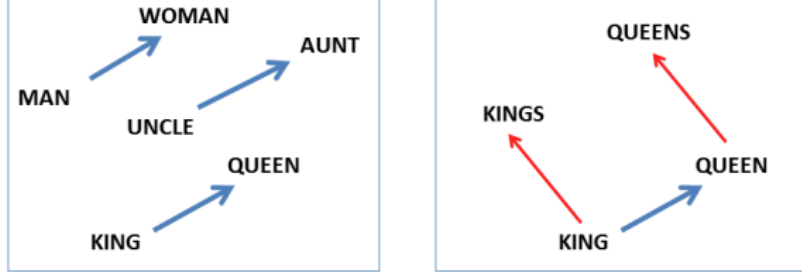 WOMAN
AUNT
MAN
UNCLE
QUEEN
KING
QUEENS
KINGS
QUEEN
KING